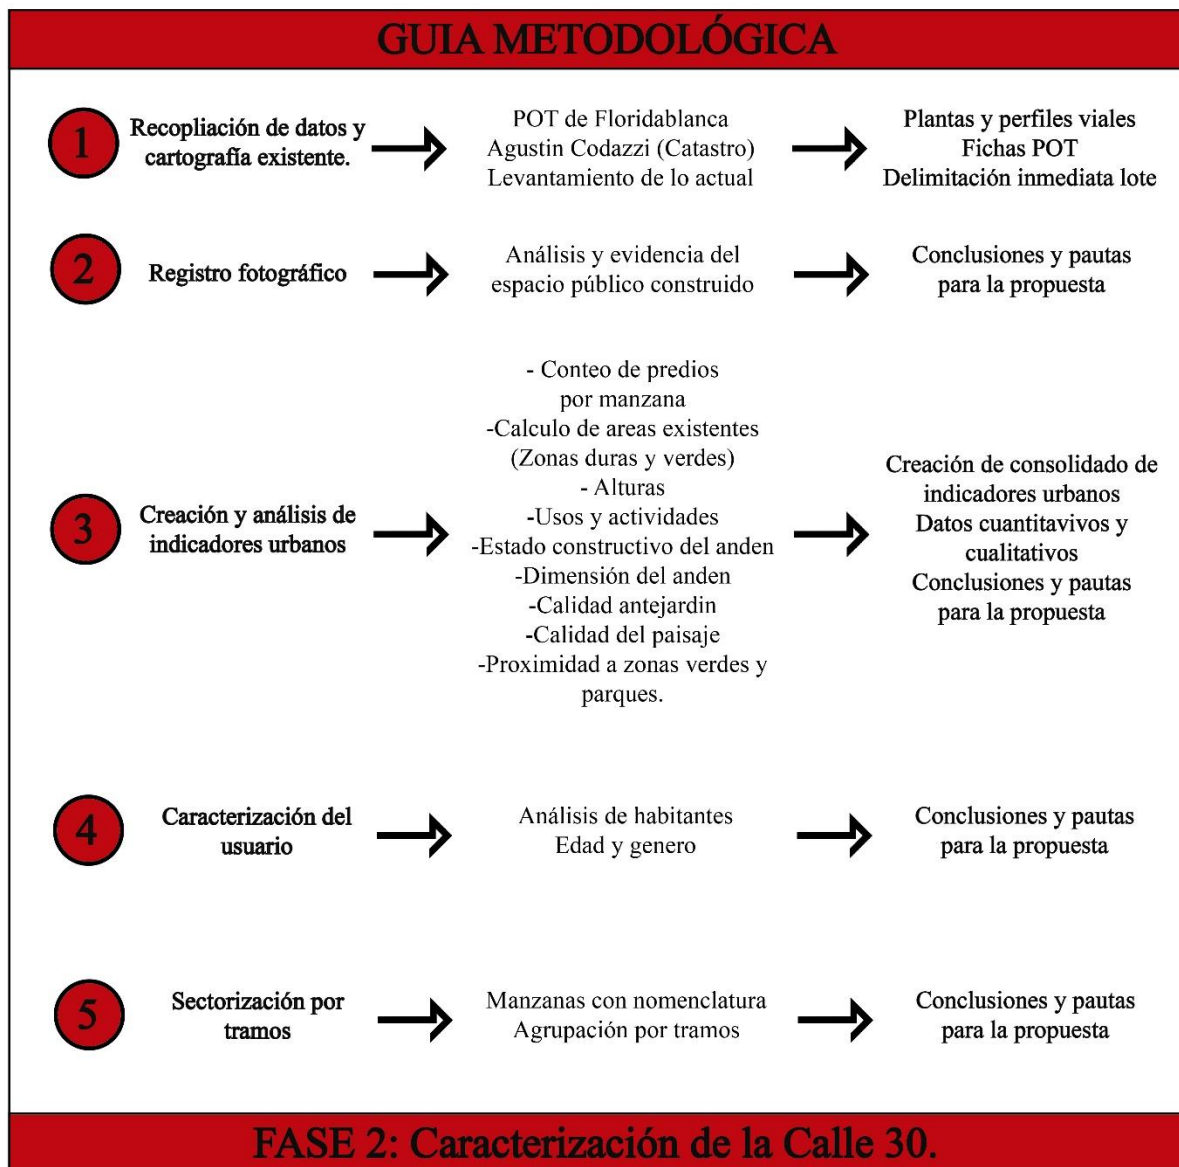 GUIA METODOLÓGICA
1
Recopliación de datos y
cartografía existente.
POT de Floridablanca
Agustin Codazzi (Catastro)
Levantamiento de lo actual
Plantas y perfiles viales
Fichas POT
Delimitación inmediata lote
2
Registro fotográfico
Análisis y evidencia del
espacio público construido
Conclusiones y pautas
para la propuesta
3
Creación y análisis de
indicadores urbanos
- Conteo de predios
por manzana
-Calculo de areas existentes
(Zonas duras y verdes)
- Alturas
-Usos y actividades
-Estado constructivo del anden
-Dimensión del anden
-Calidad antejardin
-Calidad del paisaje
-Proximidad a zonas verdes y
parques.
Creación de consolidado de
indicadores urbanos
Datos cuantitavivos y
cualitativos
Conclusiones y pautas
para la propuesta
4
Caracterización del
usuario
Análisis de habitantes
Edad y genero
Conclusiones y pautas
para la propuesta
5
Sectorización por
tramos
Manzanas con nomenclatura
Agrupación por tramos
Conclusiones y pautas
para la propuesta
FASE 2: Caracterización de la Calle 30.